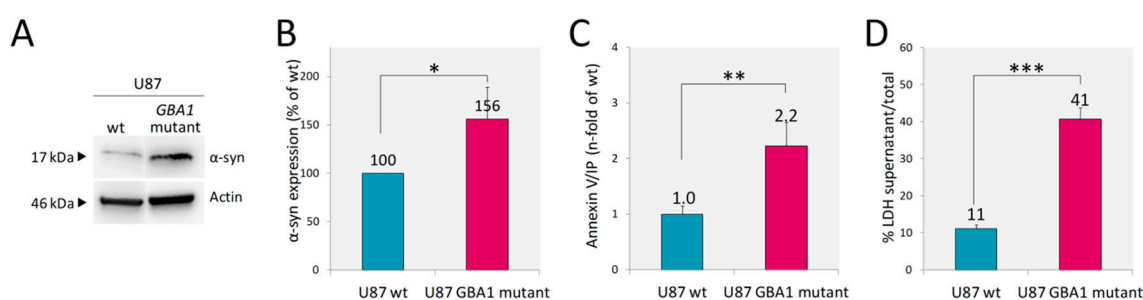 A
U87
wt
GBA1
mutant
17 kDa
α-syn
46 kDa
Actin
B
α-syn expression (% of wt)
200
150
100
50
0
*
100
156
U87 wt
U87 GBA1 mutant
C
Annexin V/IP (n-fold of wt)
4
3
2
1
0
**
1.0
2.2
U87 wt
U87 GBA1 mutant
D
% LDH supernatant/total
60
50
40
30
20
10
0
***
11
41
U87 wt
U87 GBA1 mutant